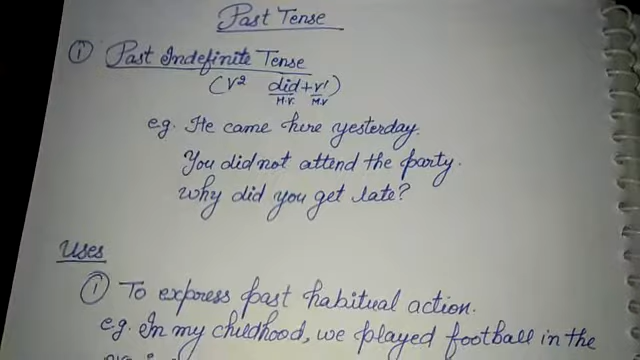 Past Tense
① Past Indefinite Tense
(V² did + V¹)
H.V. M.V
eg. He came here yesterday.
You did not attend the party.
Why did you get late?
Uses
① To express past habitual action.
e.g. In my childhood, we played football in the